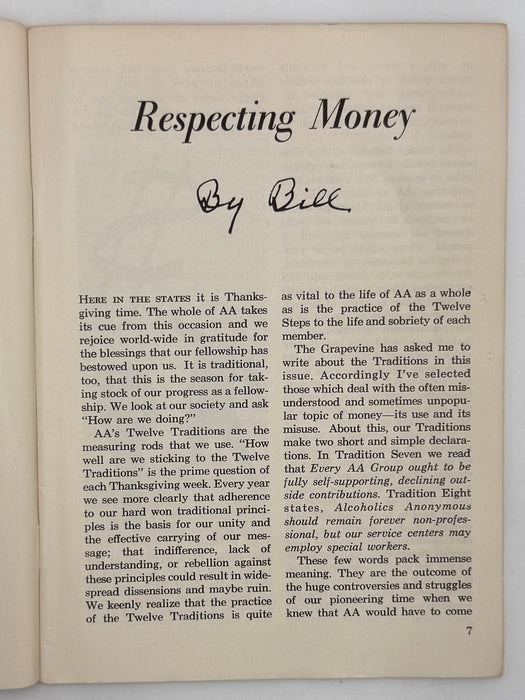 Respecting Money
By Bill
HERE IN THE STATES it is Thanks-
giving time. The whole of AA takes
its cue from this occasion and we
rejoice world-wide in gratitude for
the blessings that our fellowship has
bestowed upon us. It is traditional,
too, that this is the season for tak-
ing stock of our progress as a fellow-
ship. We look at our society and ask
"How are we doing?"
AA's Twelve Traditions are the
measuring rods that we use. "How
well are we sticking to the Twelve
Traditions" is the prime question of
each Thanksgiving week. Every year
we see more clearly that adherence
to our hard won traditional princi-
ples is the basis for our unity and
the effective carrying of our mes-
sage; that indifference, lack of
understanding, or rebellion against
these principles could result in wide-
spread dissensions and maybe ruin.
We keenly realize that the practice
of the Twelve Traditions is quite
as vital to the life of AA as a whole
as is the practice of the Twelve
Steps to the life and sobriety of each
member.
The Grapevine has asked me to
write about the Traditions in this
issue. Accordingly I've selected
those which deal with the often mis-
understood and sometimes unpopu-
lar topic of money—its use and its
misuse. About this, our Traditions
make two short and simple declara-
tions. In Tradition Seven we read
that Every AA Group ought to be
fully self-supporting, declining out-
side contributions. Tradition Eight
states, Alcoholics Anonymous
should remain forever non-profes-
sional, but our service centers may
employ special workers.
These few words pack immense
meaning. They are the outcome of
the huge controversies and struggles
of our pioneering time when we
knew that AA would have to come
7